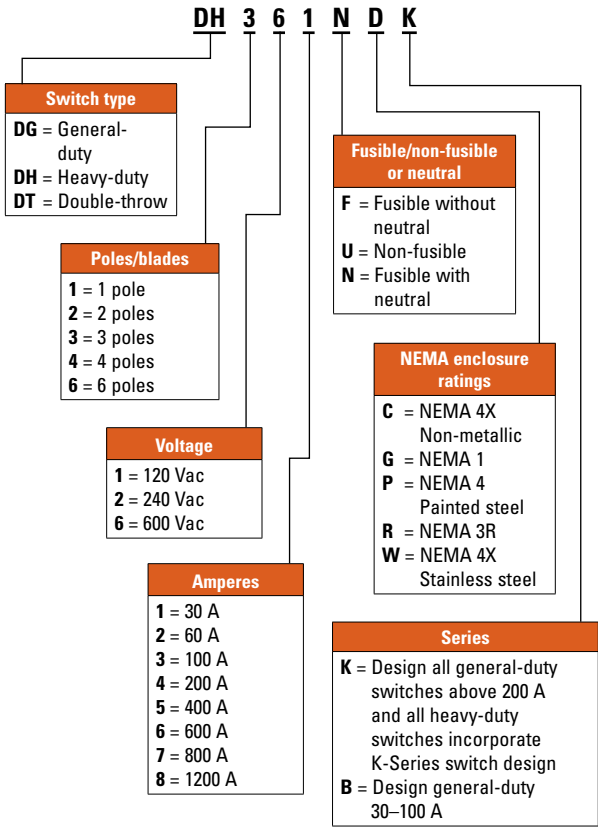 DH 3 6 1 N D K
Switch type
DG = General-
duty
DH = Heavy-duty
DT = Double-throw
Poles/blades
1 = 1 pole
2 = 2 poles
3 = 3 poles
4 = 4 poles
6 = 6 poles
Voltage
1 = 120 Vac
2 = 240 Vac
6 = 600 Vac
Amperes
1 = 30 A
2 = 60 A
3 = 100 A
4 = 200 A
5 = 400 A
6 = 600 A
7 = 800 A
8 = 1200 A
Fusible/non-fusible
or neutral
F = Fusible without
neutral
U = Non-fusible
N = Fusible with
neutral
NEMA enclosure
ratings
C = NEMA 4X
Non-metallic
G = NEMA 1
P = NEMA 4
Painted steel
R = NEMA 3R
W = NEMA 4X
Stainless steel
Series
K = Design all general-duty
switches above 200 A
and all heavy-duty
switches incorporate
K-Series switch design
B = Design general-duty
30–100 A